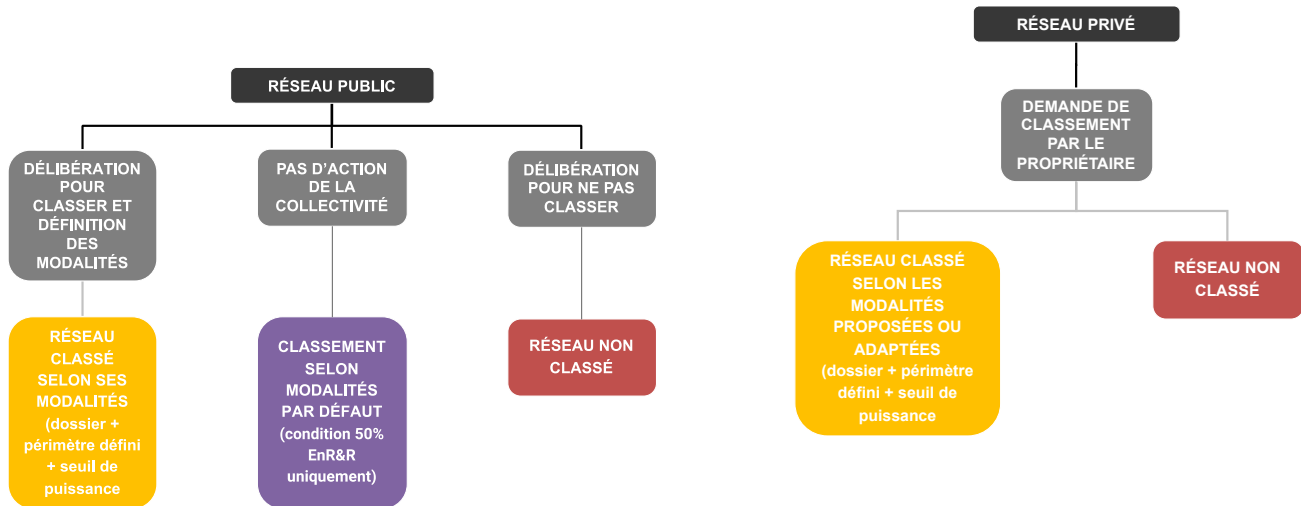 RÉSEAU PUBLIC
DÉLIBÉRATION
POUR
CLASSER ET
DÉFINITION
DES
MODALITÉS
PAS D’ACTION
DE LA
COLLECTIVITÉ
DÉLIBÉRATION
POUR NE PAS
CLASSER
RÉSEAU
CLASSÉ
SELON SES
MODALITÉS
(dossier +
périmètre défini
+ seuil de
puissance
CLASSEMENT
SELON
MODALITÉS
PAR DÉFAUT
(condition 50%
EnR&R
uniquement)
RÉSEAU NON
CLASSÉ
RÉSEAU PRIVÉ
DEMANDE DE
CLASSEMENT
PAR LE
PROPRIÉTAIRE
RÉSEAU CLASSÉ
SELON LES
MODALITÉS
PROPOSÉES OU
ADAPTÉES
(dossier + périmètre
défini + seuil de
puissance
RÉSEAU NON
CLASSÉ